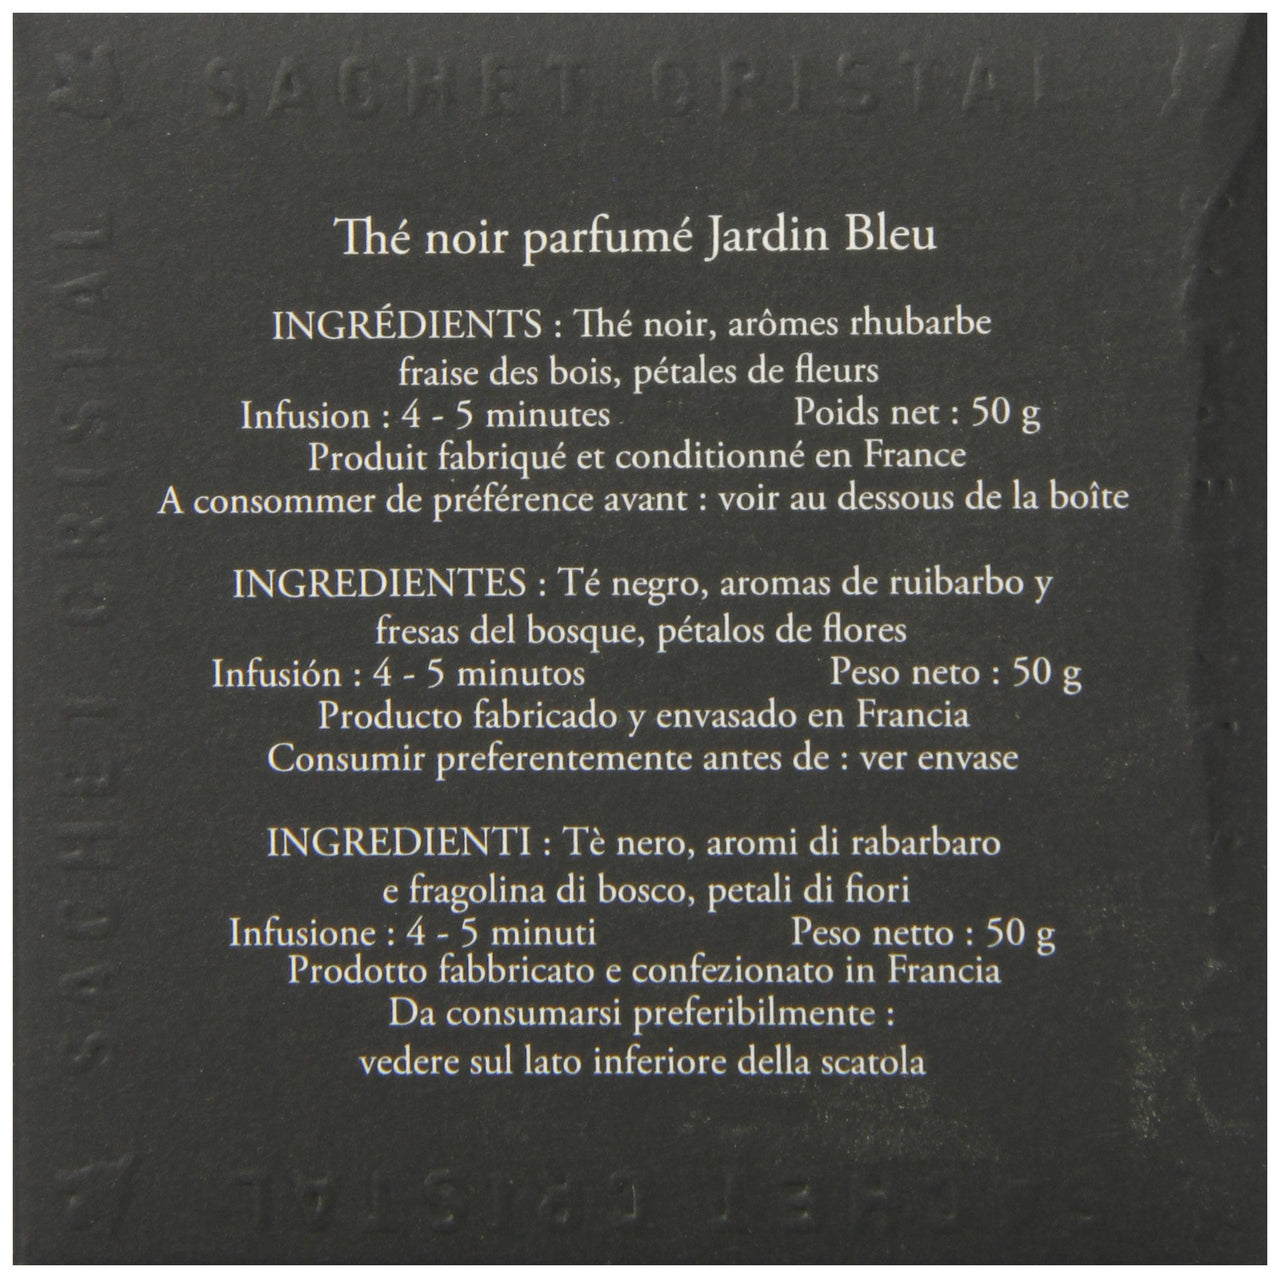 SACHET CRISTAL
SACHET CRISTAL
Thé noir parfumé Jardin Bleu
INGRÉDIENTS : Thé noir, arômes rhubarbe
fraise des bois, pétales de fleurs
Infusion : 4 - 5 minutes Poids net : 50 g
Produit fabriqué et conditionné en France
A consommer de préférence avant : voir au dessous de la boîte
INGREDIENTES : Té negro, aromas de ruibarbo y
fresas del bosque, pétalos de flores
Infusión : 4 - 5 minutos Peso neto : 50 g
Producto fabricado y envasado en Francia
Consumir preferentemente antes de : ver envase
INGREDIENTI : Tè nero, aromi di rabarbaro
e fragolina di bosco, petali di fiori
Infusione : 4 - 5 minuti Peso netto : 50 g
Prodotto fabbricato e confezionato in Francia
Da consumarsi preferibilmente :
vedere sul lato inferiore della scatola
SACHET CRISTAL